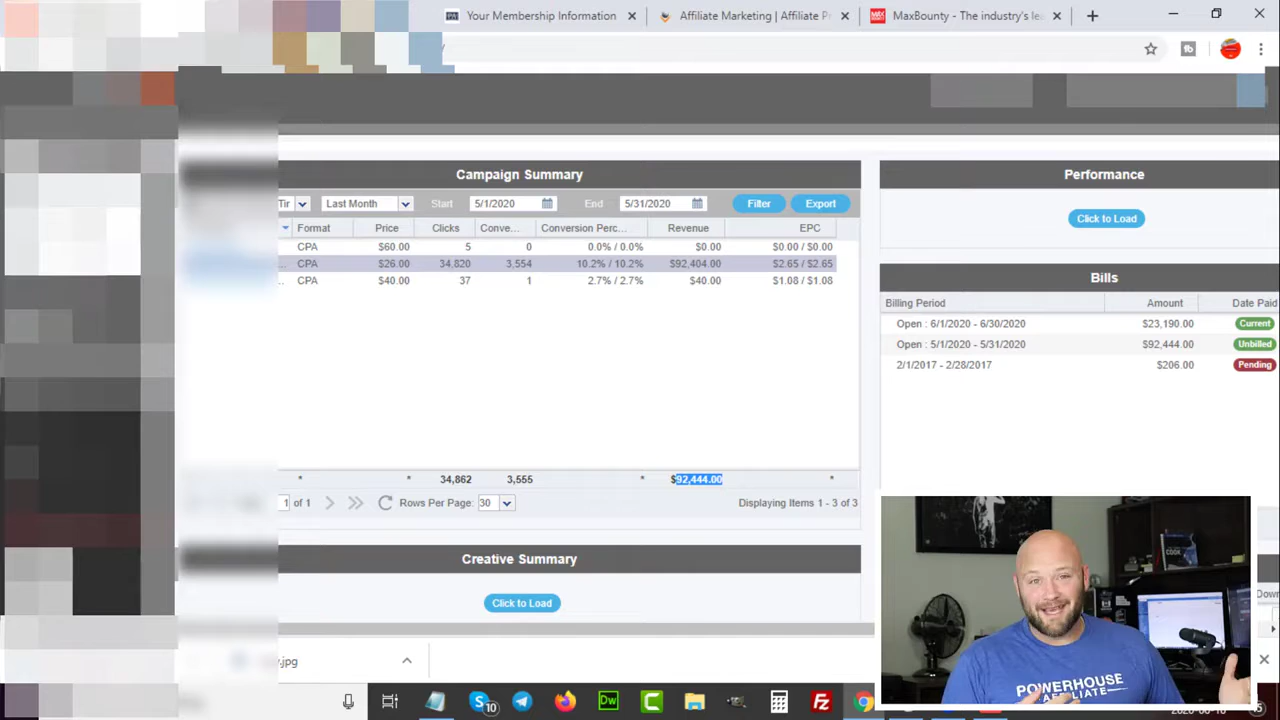 Your Membership Information
Affiliate Marketing | Affiliate P
MaxBounty - The industry's le
Campaign Summary
Tir Last Month Start 5/1/2020 End 5/31/2020 Filter Export
Format Price Clicks Conve... Conversion Perc... Revenue EPC
CPA $60.00 5 0 0.0% / 0.0% $0.00 $0.00 / $0.00
... CPA $26.00 34,820 3,554 10.2% / 10.2% $92,404.00 $2.65 / $2.65
... CPA $40.00 37 1 2.7% / 2.7% $40.00 $1.08 / $1.08
* * 34,862 3,555 * $92,444.00 *
1 of 1 Rows Per Page: 30 Displaying Items 1 - 3 of 3
Creative Summary
Click to Load
Performance
Click to Load
Bills
Billing Period Amount Date Paid
Open : 6/1/2020 - 6/30/2020 $23,190.00 Current
Open : 5/1/2020 - 5/31/2020 $92,444.00 Unbilled
2/1/2017 - 2/28/2017 $206.00 Pending
Down
.jpg
POWERHOUSE
AFFILIATE
10
Dw
C
Fz